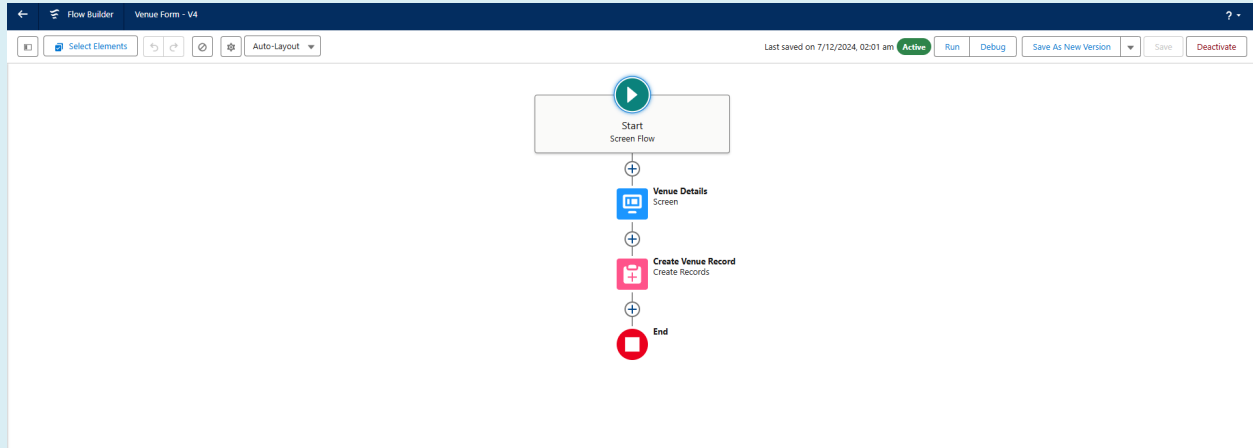 Flow Builder Venue Form - V4 ?
Select Elements Auto-Layout Last saved on 7/12/2024, 02:01 am Active Run Debug Save As New Version Save Deactivate
Start
Screen Flow
Venue Details
Screen
Create Venue Record
Create Records
End